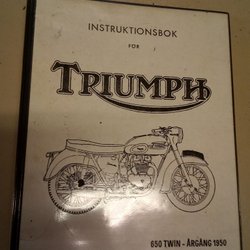 INSTRUKTIONSBOK
FÖR
TRIUMPH
650 TWIN - ÅRGÅNG 1950